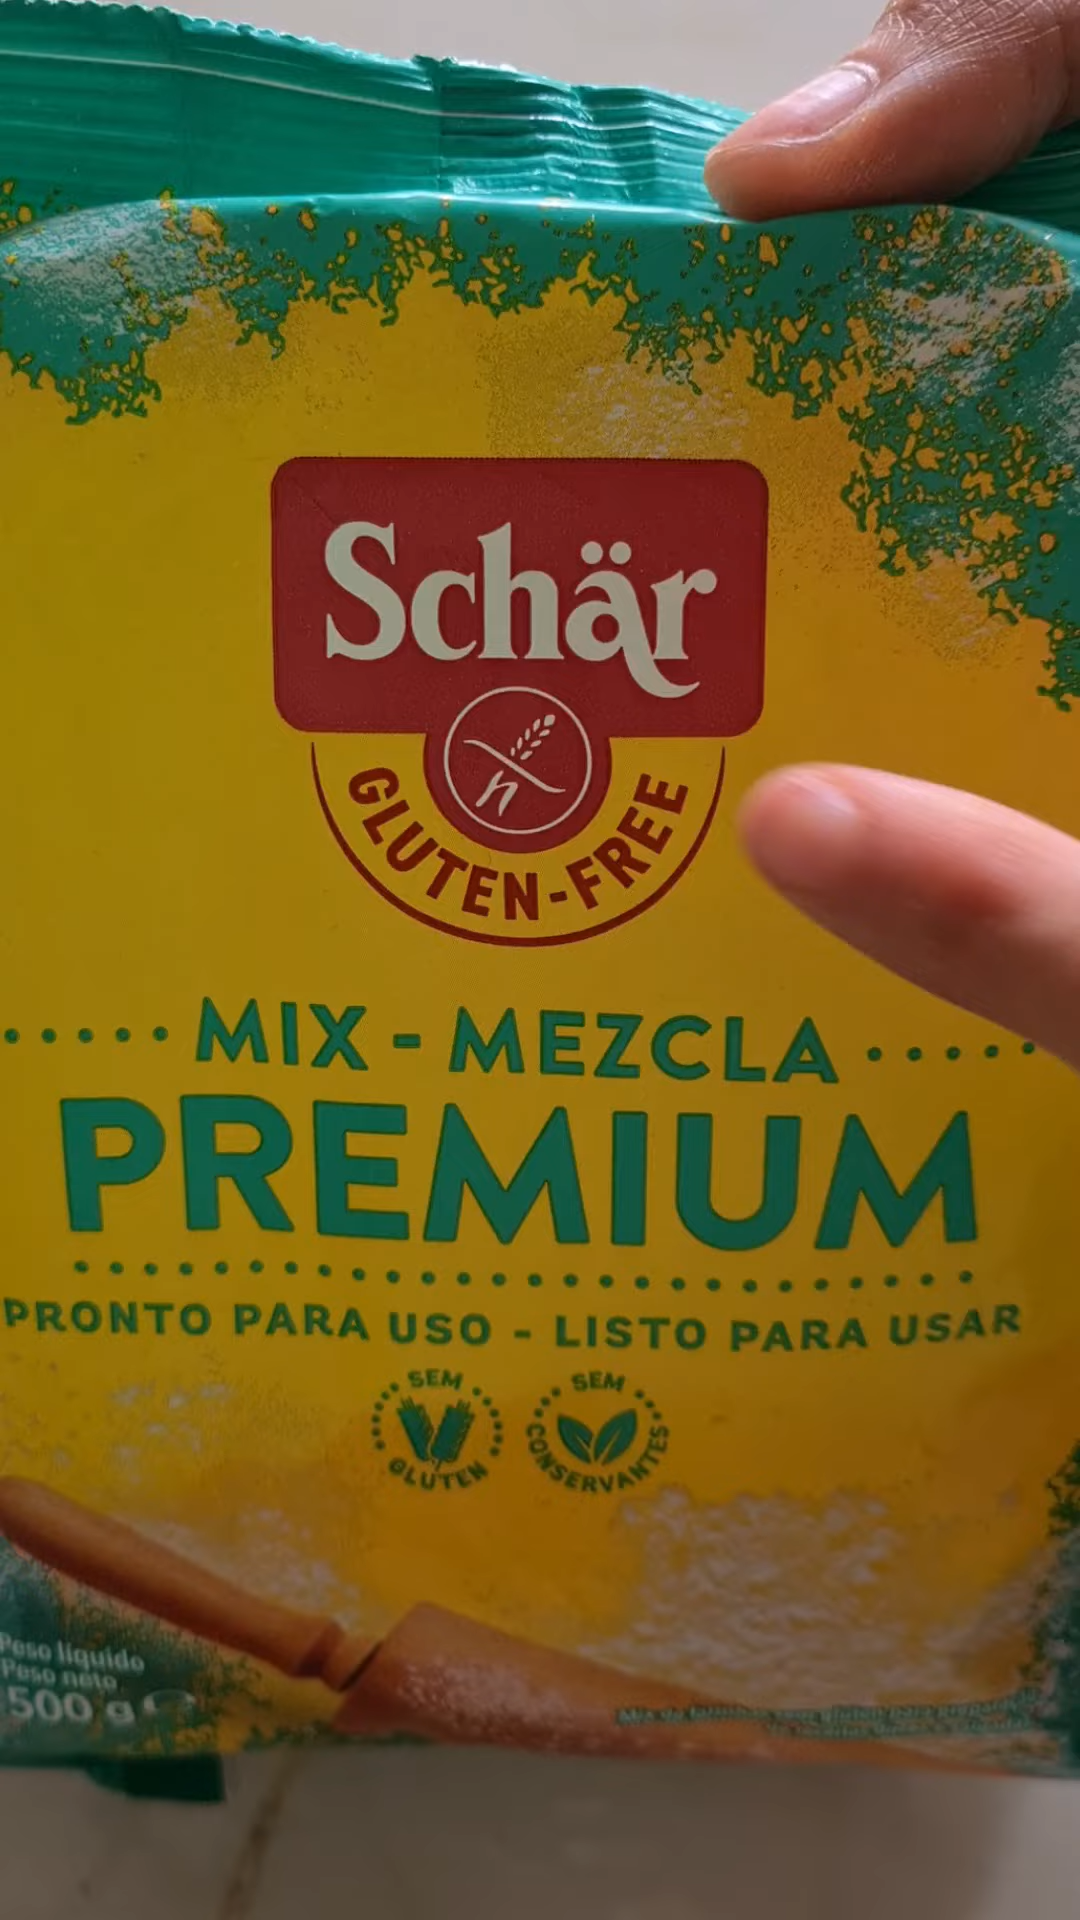 Schär
GLUTEN-FREE
MIX - MEZCLA
PREMIUM
PRONTO PARA USO - LISTO PARA USAR
SEM
GLUTEN
SEM
CONSERVANTES
Peso líquido
Peso neto
500 g e